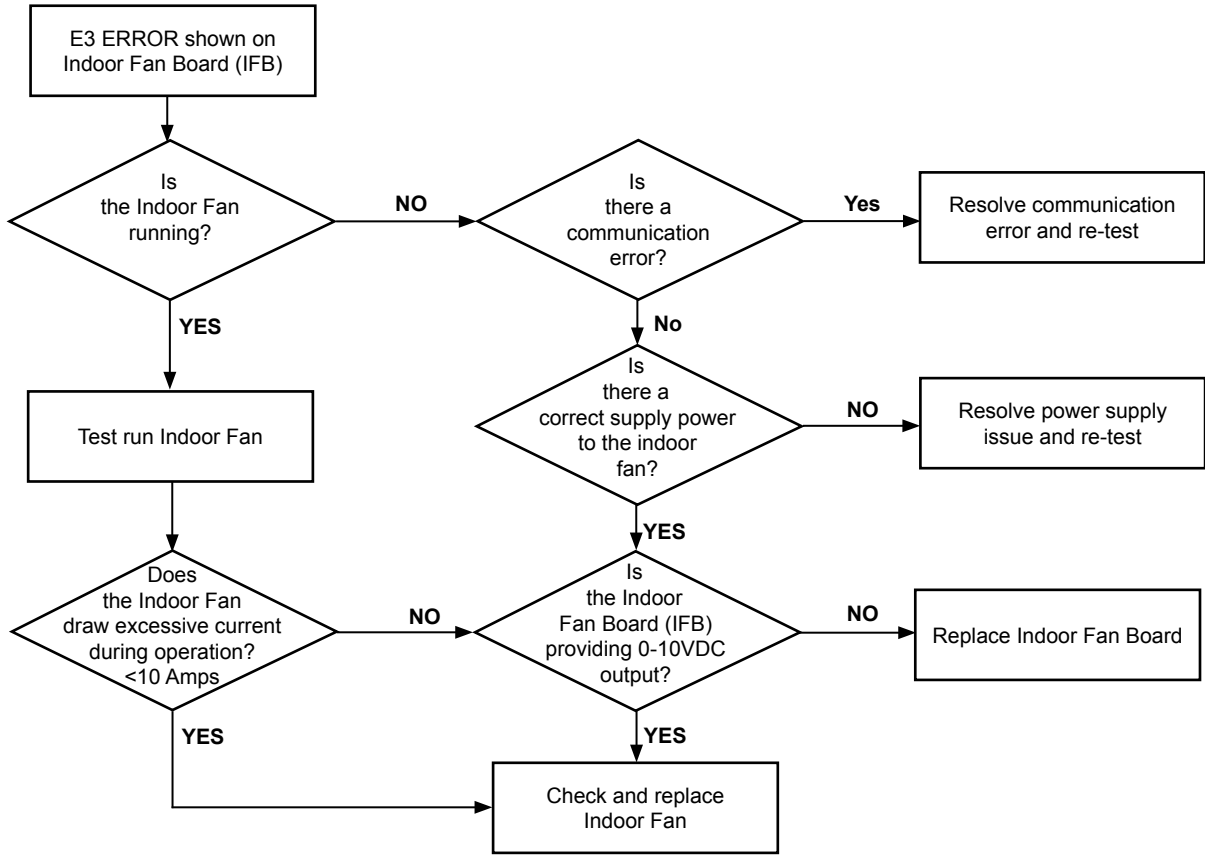 E3 ERROR shown on
Indoor Fan Board (IFB)
Is
the Indoor Fan
running?
NO
Is
there a
communication
error?
Yes
Resolve communication
error and re-test
YES
No
Test run Indoor Fan
Is
there a
correct supply power
to the indoor
fan?
NO
Resolve power supply
issue and re-test
YES
Does
the Indoor Fan
draw excessive current
during operation?
<10 Amps
NO
Is
the Indoor
Fan Board (IFB)
providing 0-10VDC
output?
NO
Replace Indoor Fan Board
YES
YES
Check and replace
Indoor Fan